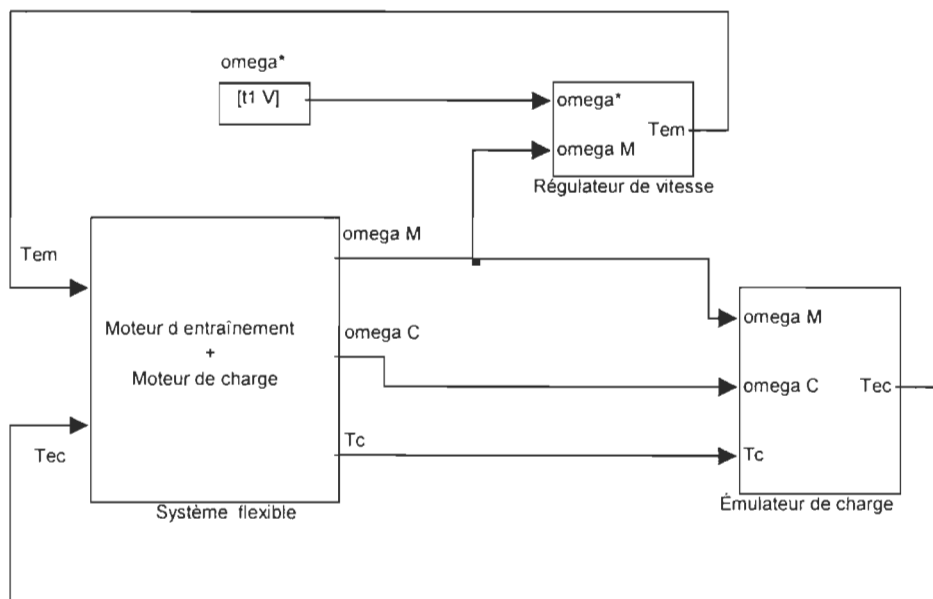 omega*
[t1 V]
omega*
Tem
omega M
Régulateur de vitesse
Tem
omega M
Moteur d entraînement
+
Moteur de charge
omega C
Tec
Tc
Système flexible
omega M
omega C
Tec
Tc
Émulateur de charge